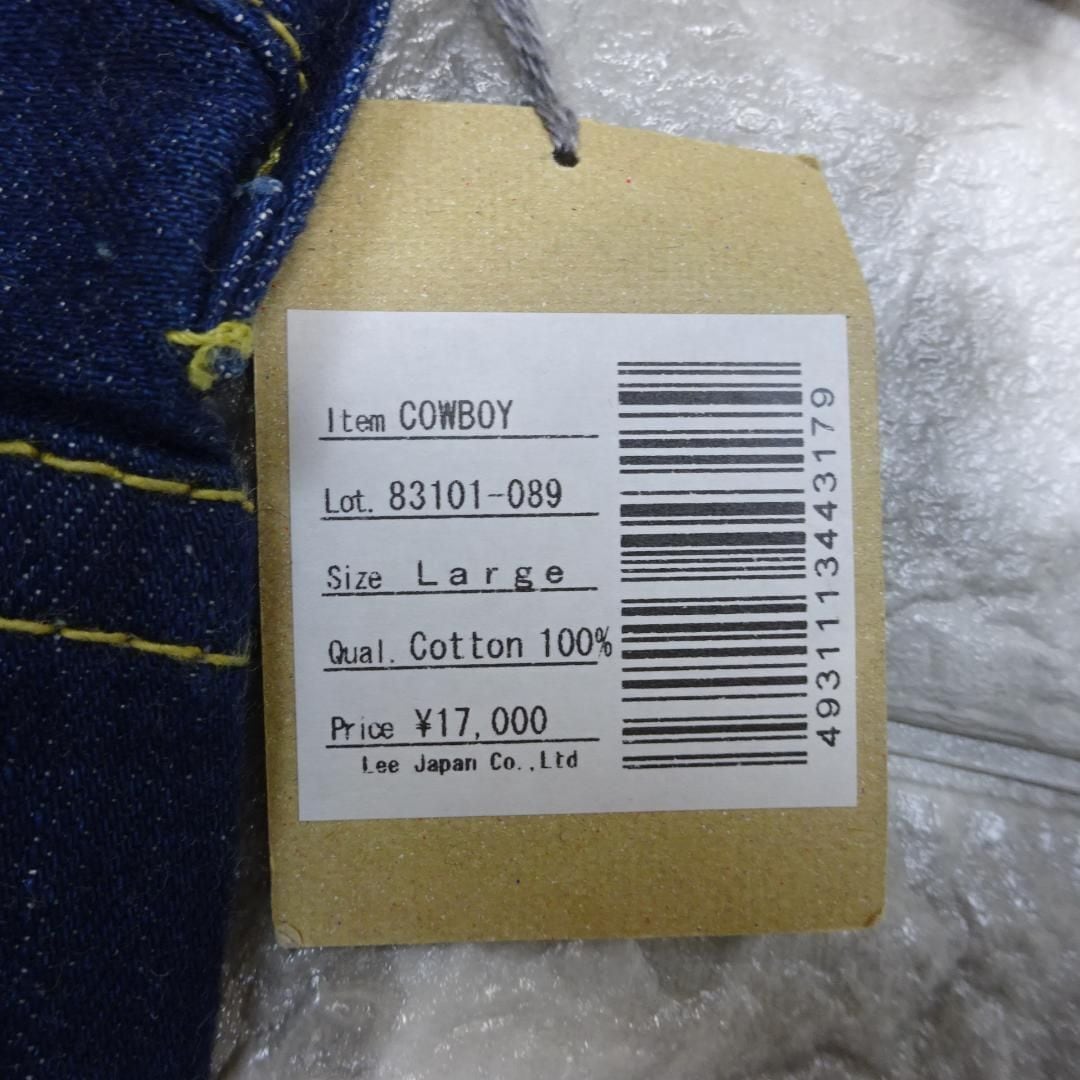 Item COWBOY
Lot. 83101-089
Size Large
Qual. Cotton 100%
Price ¥17,000
Lee Japan Co.,Ltd
4931113443179